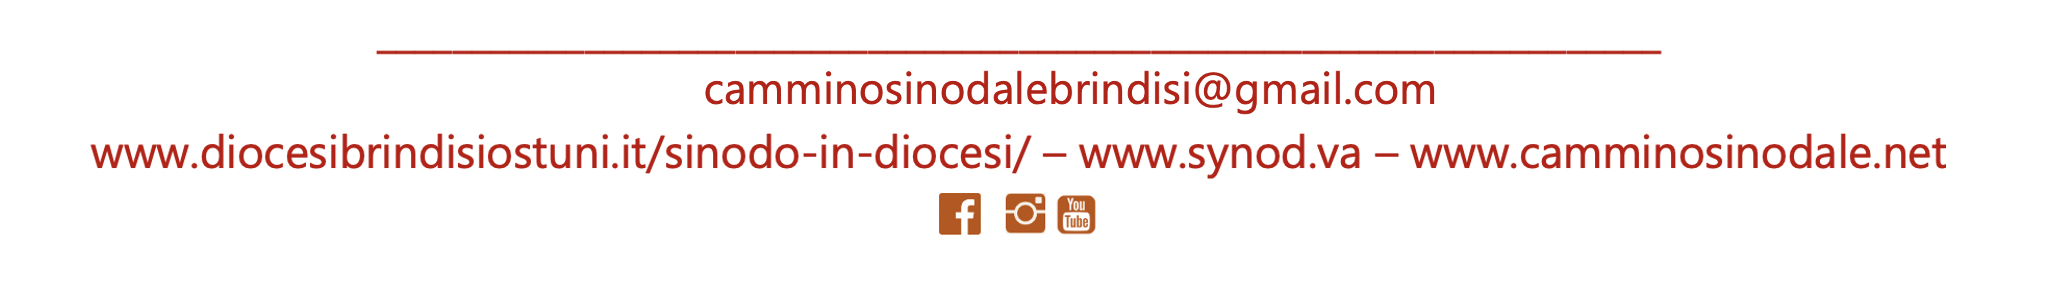 camminosinodalebrindisi@gmail.com
www.diocesibrindisiostuni.it/sinodo-in-diocesi/ – www.synod.va – www.camminosinodale.net
You
Tube